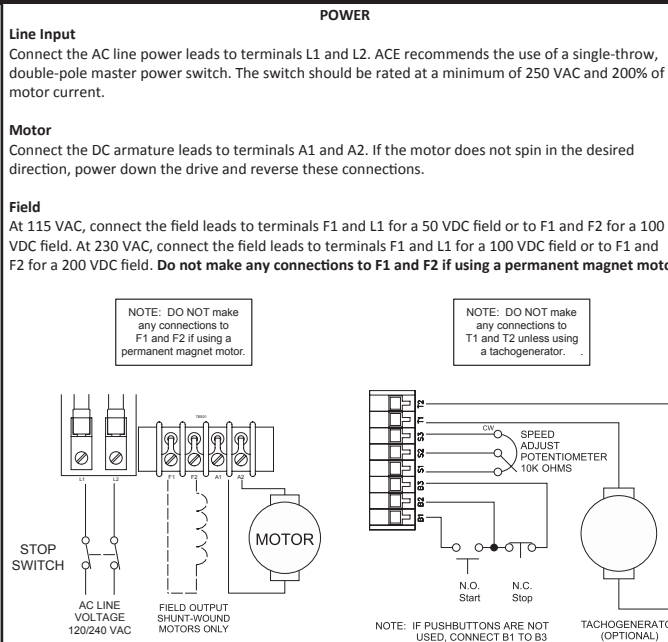 POWER
Line Input
Connect the AC line power leads to terminals L1 and L2. ACE recommends the use of a single-throw,
double-pole master power switch. The switch should be rated at a minimum of 250 VAC and 200% of
motor current.
Motor
Connect the DC armature leads to terminals A1 and A2. If the motor does not spin in the desired
direction, power down the drive and reverse these connections.
Field
At 115 VAC, connect the field leads to terminals F1 and L1 for a 50 VDC field or to F1 and F2 for a 100
VDC field. At 230 VAC, connect the field leads to terminals F1 and L1 for a 100 VDC field or to F1 and
F2 for a 200 VDC field. Do not make any connections to F1 and F2 if using a permanent magnet moto
NOTE: DO NOT make
any connections to
F1 and F2 if using a
permanent magnet motor.
L1
L2
F1
F2
A1
A2
STOP
SWITCH
MOTOR
AC LINE
VOLTAGE
120/240 VAC
FIELD OUTPUT
SHUNT-WOUND
MOTORS ONLY
NOTE: DO NOT make
any connections to
T1 and T2 unless using
a tachogenerator. .
T2
T1
S3
S2
S1
B3
B2
B1
CW
SPEED
ADJUST
POTENTIOMETER
10K OHMS
N.O.
Start
N.C.
Stop
NOTE: IF PUSHBUTTONS ARE NOT
USED, CONNECT B1 TO B3
TACHOGENERATO
(OPTIONAL)